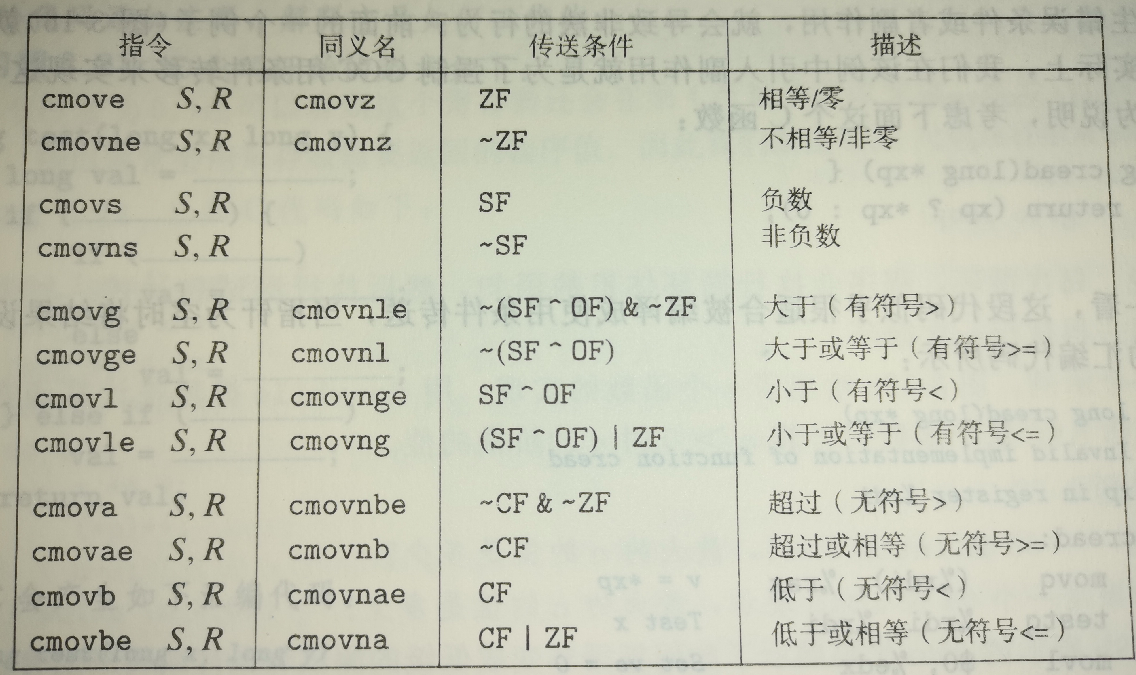 指令 同义名 传送条件 描述
cmove S, R cmovz ZF 相等/零
cmovne S, R cmovnz ~ZF 不相等/非零
cmovs S, R SF 负数
cmovns S, R ~SF 非负数
cmovg S, R cmovnle ~(SF ^ OF) & ~ZF 大于（有符号>）
cmovge S, R cmovnl ~(SF ^ OF) 大于或等于（有符号>=）
cmovl S, R cmovnge SF ^ OF 小于（有符号<）
cmovle S, R cmovng (SF ^ OF) | ZF 小于或等于（有符号<=）
cmova S, R cmovnbe ~CF & ~ZF 超过（无符号>）
cmovae S, R cmovnb ~CF 超过或相等（无符号>=）
cmovb S, R cmovnae CF 低于（无符号<）
cmovbe S, R cmovna CF | ZF 低于或相等（无符号<=）